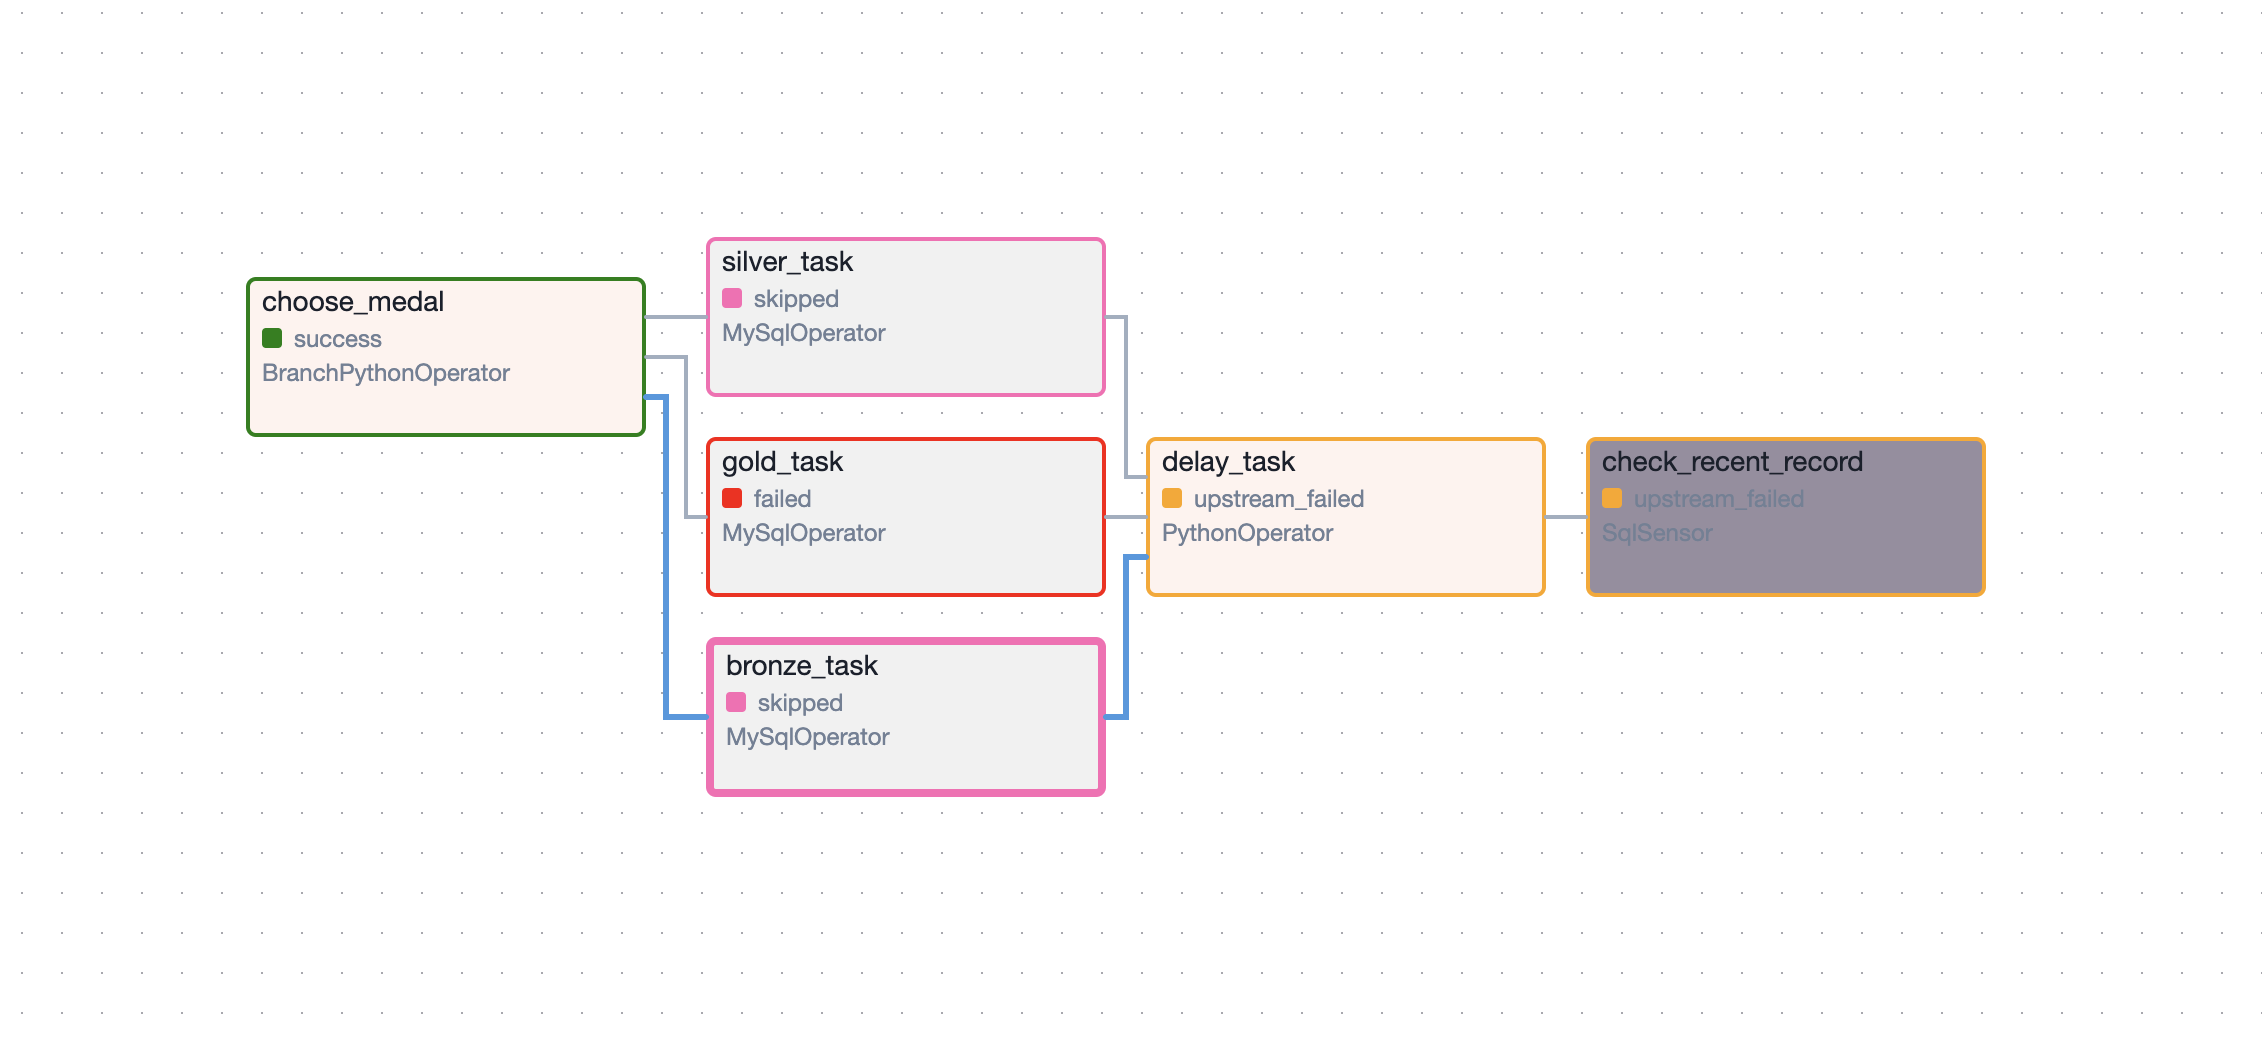 choose_medal
success
BranchPythonOperator
silver_task
skipped
MySqlOperator
gold_task
failed
MySqlOperator
bronze_task
skipped
MySqlOperator
delay_task
upstream_failed
PythonOperator
check_recent_record
upstream_failed
SqlSensor